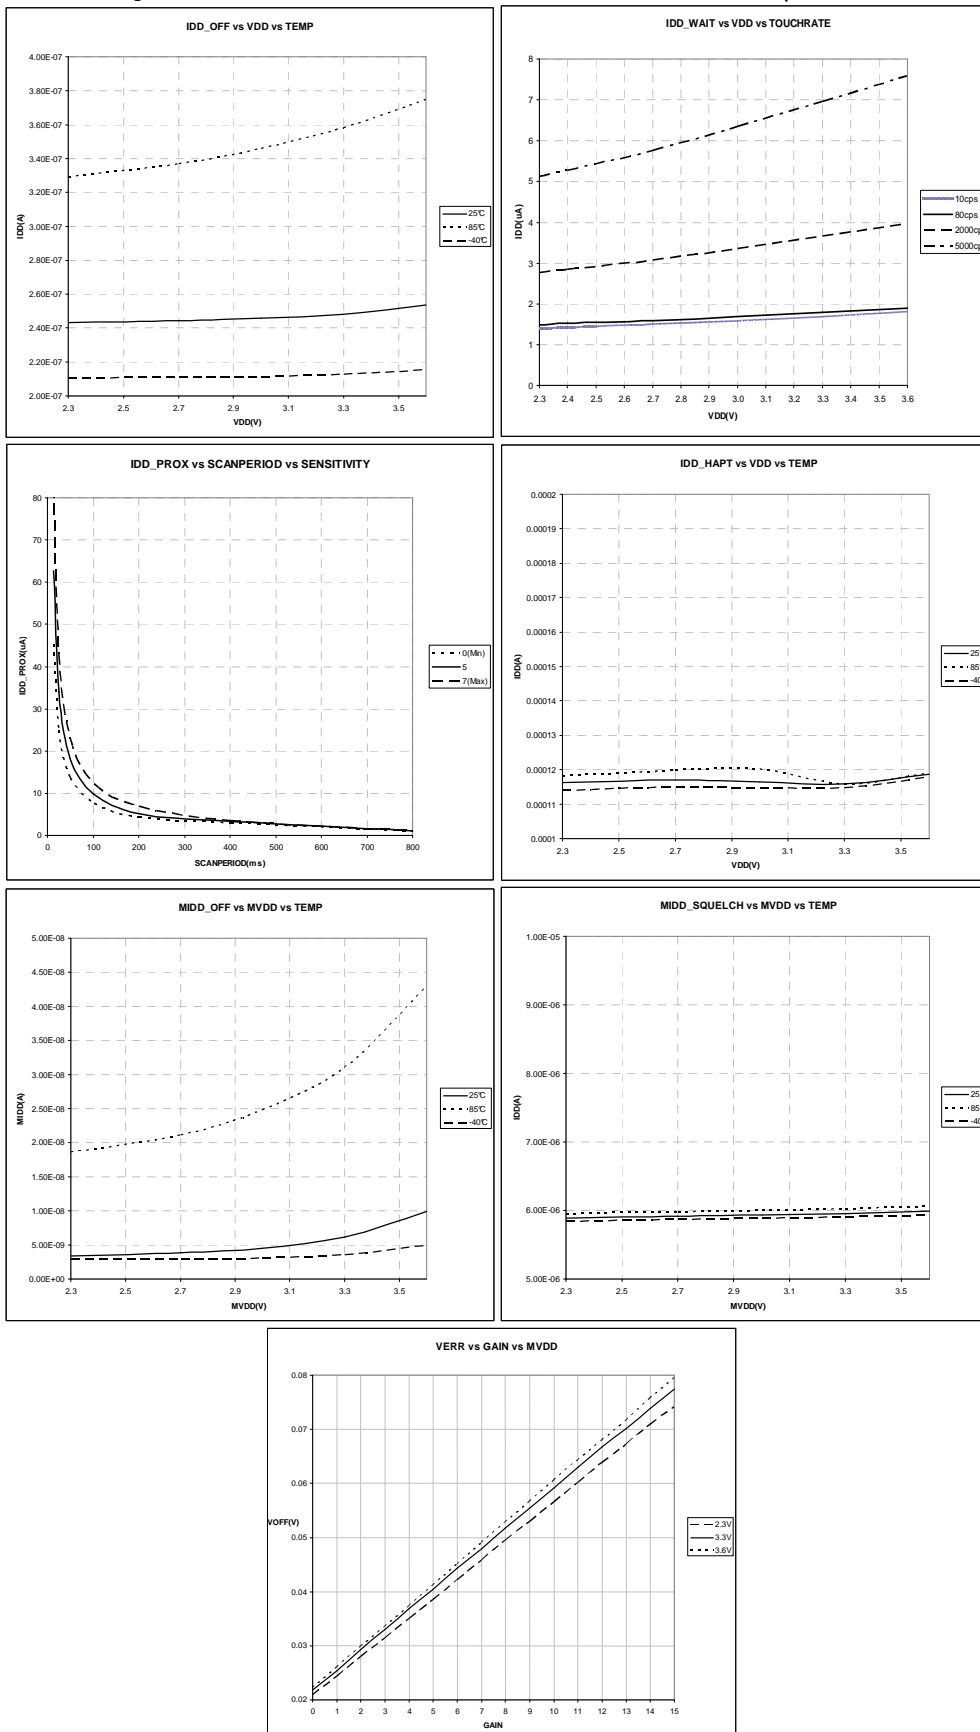 IDD_OFF vs VDD vs TEMP
4.00E-07
3.80E-07
3.60E-07
3.40E-07
3.20E-07
3.00E-07
2.80E-07
2.60E-07
2.40E-07
2.20E-07
2.00E-07
IDD(A)
2.3 2.5 2.7 2.9 3.1 3.3 3.5
VDD(V)
25℃
85℃
-40℃
IDD_WAIT vs VDD vs TOUCHRATE
8
7
6
5
4
3
2
1
0
IDD(uA)
2.3 2.4 2.5 2.6 2.7 2.8 2.9 3.0 3.1 3.2 3.3 3.4 3.5 3.6
VDD(V)
10cps
80cps
2000cp
5000cp
IDD_PROX vs SCANPERIOD vs SENSITIVITY
80
70
60
50
40
30
20
10
0
IDD_PROX(uA)
0 100 200 300 400 500 600 700 800
SCANPERIOD(ms)
0(Min)
5
7(Max)
IDD_HAPT vs VDD vs TEMP
0.0002
0.00019
0.00018
0.00017
0.00016
0.00015
0.00014
0.00013
0.00012
0.00011
0.0001
IDD(A)
2.3 2.5 2.7 2.9 3.1 3.3 3.5
VDD(V)
25
85
-40
MIDD_OFF vs MVDD vs TEMP
5.00E-08
4.50E-08
4.00E-08
3.50E-08
3.00E-08
2.50E-08
2.00E-08
1.50E-08
1.00E-08
5.00E-09
0.00E+00
MIDD(A)
2.3 2.5 2.7 2.9 3.1 3.3 3.5
MVDD(V)
25℃
85℃
-40℃
MIDD_SQUELCH vs MVDD vs TEMP
1.00E-05
9.00E-06
8.00E-06
7.00E-06
6.00E-06
5.00E-06
IDD(A)
2.3 2.5 2.7 2.9 3.1 3.3 3.5
MVDD(V)
25
85
-40
VERR vs GAIN vs MVDD
0.08
0.07
0.06
0.05
0.04
0.03
0.02
VOFF(V)
0 1 2 3 4 5 6 7 8 9 10 11 12 13 14 15
GAIN
2.3V
3.3V
3.6V